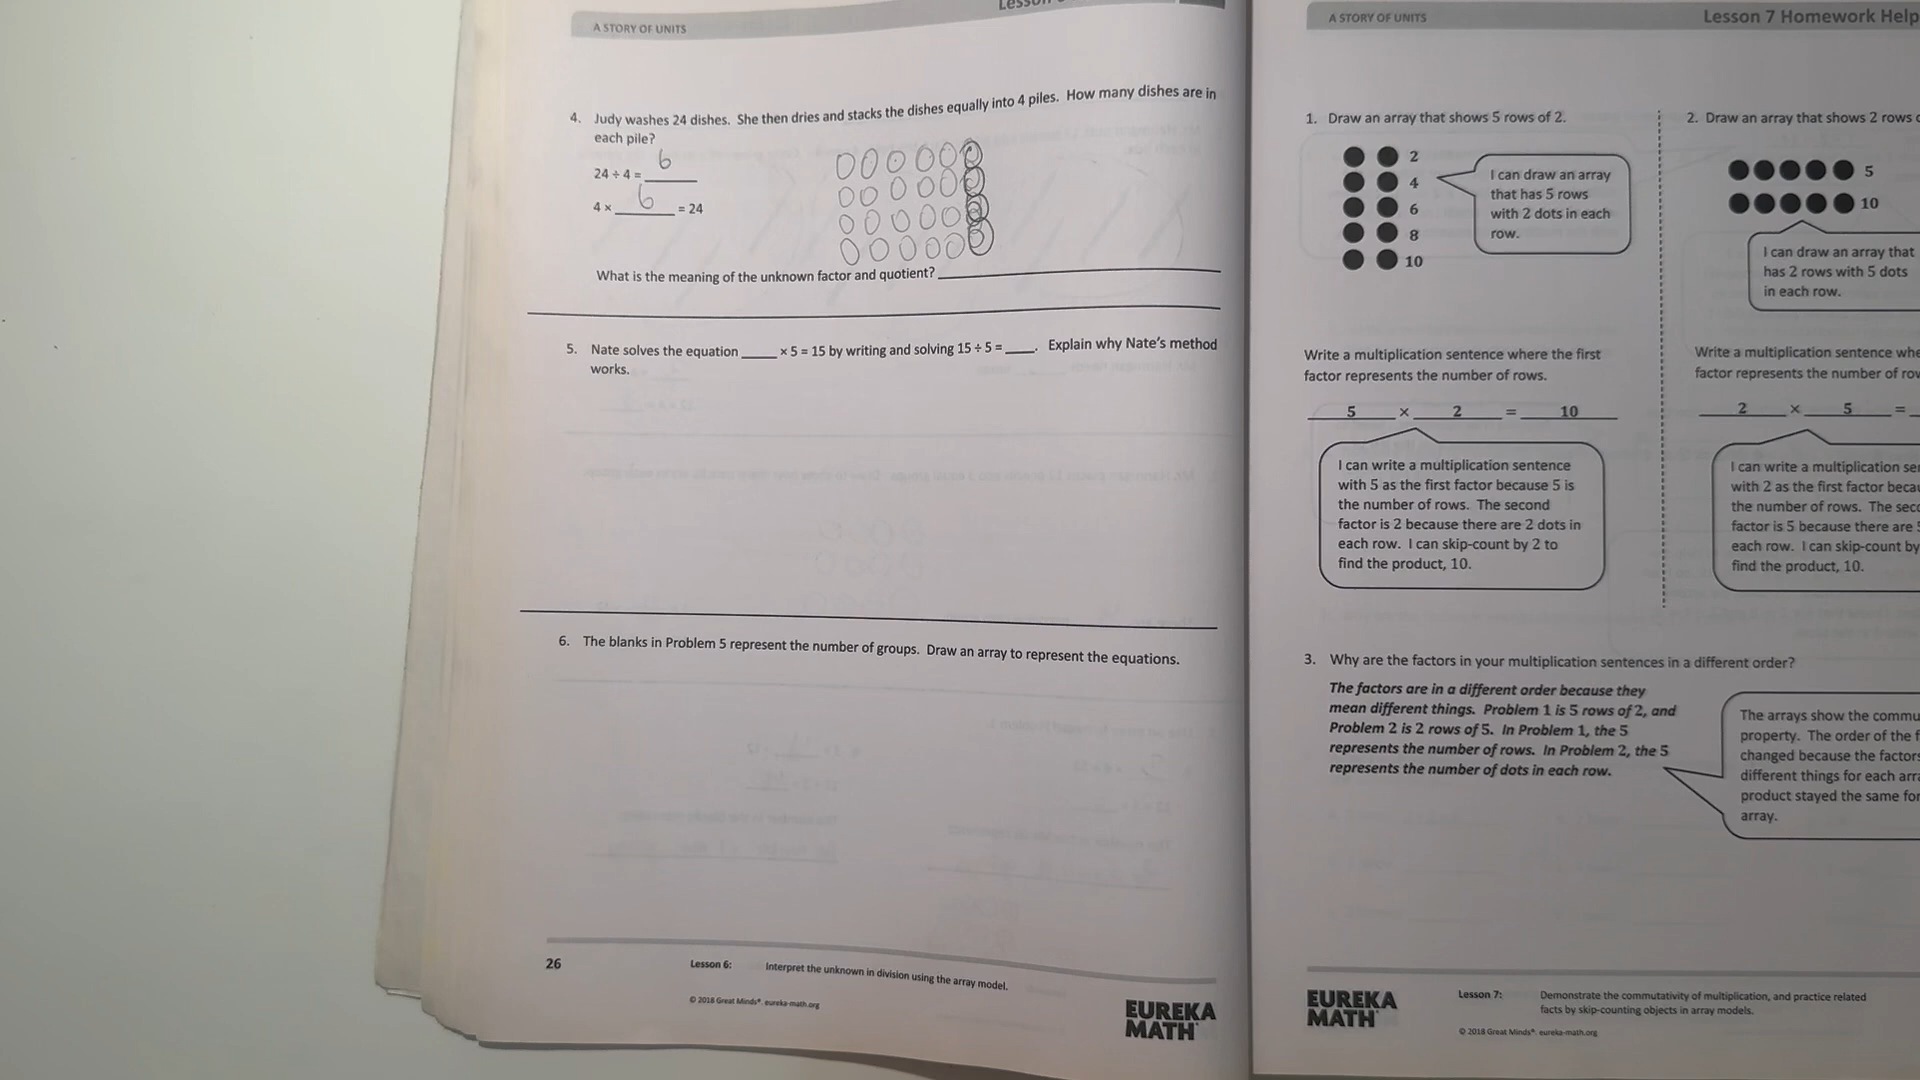 Lesson
A STORY OF UNITS
4. Judy washes 24 dishes. She then dries and stacks the dishes equally into 4 piles. How many dishes are in
each pile?
24 ÷ 4 = 6
4 × 6 = 24
What is the meaning of the unknown factor and quotient? ____
5. Nate solves the equation ____ × 5 = 15 by writing and solving 15 ÷ 5 = ____. Explain why Nate's method
works.
6. The blanks in Problem 5 represent the number of groups. Draw an array to represent the equations.
26
Lesson 6: Interpret the unknown in division using the array model.
© 2018 Great Minds®. eureka-math.org
EUREKA
MATH
A STORY OF UNITS Lesson 7 Homework Help
1. Draw an array that shows 5 rows of 2.
2
4
6
8
10
I can draw an array
that has 5 rows
with 2 dots in each
row.
Write a multiplication sentence where the first
factor represents the number of rows.
5 × 2 = 10
I can write a multiplication sentence
with 5 as the first factor because 5 is
the number of rows. The second
factor is 2 because there are 2 dots in
each row. I can skip-count by 2 to
find the product, 10.
2. Draw an array that shows 2 rows
5
10
I can draw an array that
has 2 rows with 5 dots
in each row.
Write a multiplication sentence
factor represents the number of
2 × 5 =
I can write a multiplication
with 2 as the first factor
the number of rows. The
factor is 5 because there are
each row. I can skip-count by
find the product, 10.
3. Why are the factors in your multiplication sentences in a different order?
The factors are in a different order because they
mean different things. Problem 1 is 5 rows of 2, and
Problem 2 is 2 rows of 5. In Problem 1, the 5
represents the number of rows. In Problem 2, the 5
represents the number of dots in each row.
The arrays show the
property. The order of the
changed because the factors
different things for each
product stayed the same for
array.
EUREKA
MATH
Lesson 7: Demonstrate the commutativity of multiplication, and practice related
facts by skip-counting objects in array models.
© 2018 Great Minds®. eureka-math.org